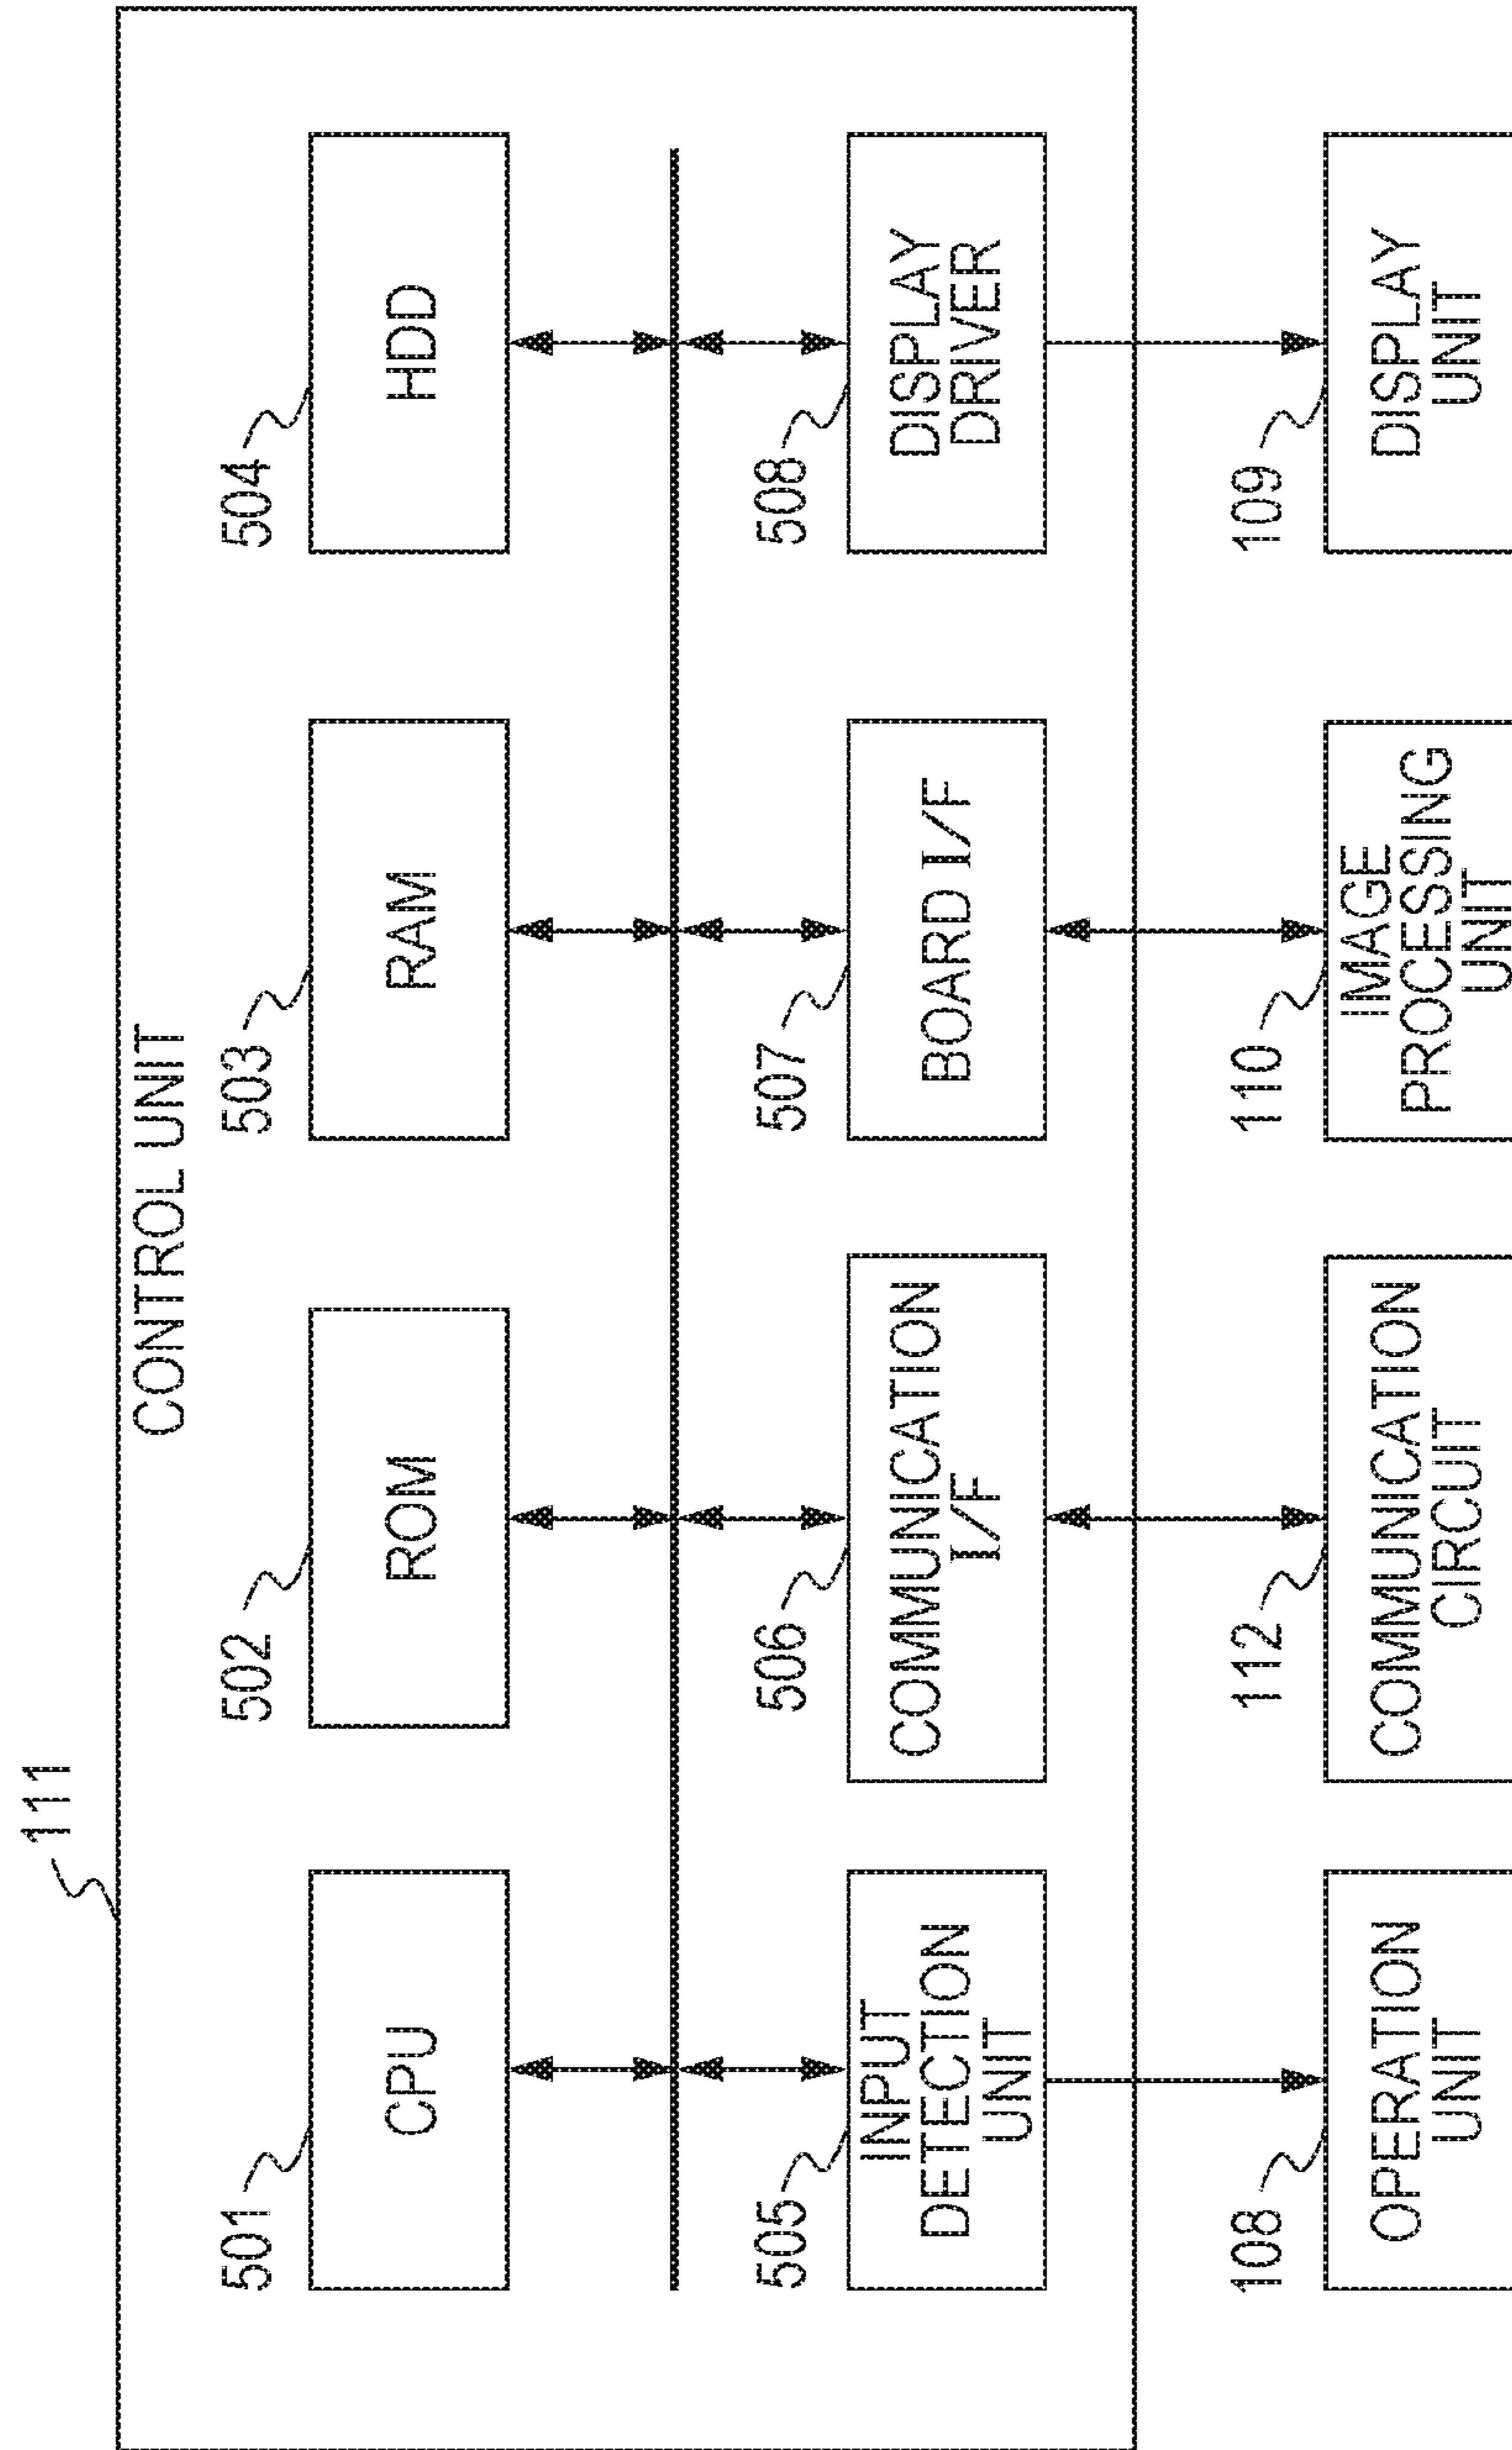 111
CONTROL UNIT
501
502
503
504
CPU
ROM
RAM
HDD
505
506
507
508
INPUT
DETECTION
UNIT
COMMUNICATION
I/F
BOARD I/F
DISPLAY
DRIVER
108
112
110
109
OPERATION
UNIT
COMMUNICATION
CIRCUIT
IMAGE
PROCESSING
UNIT
DISPLAY
UNIT